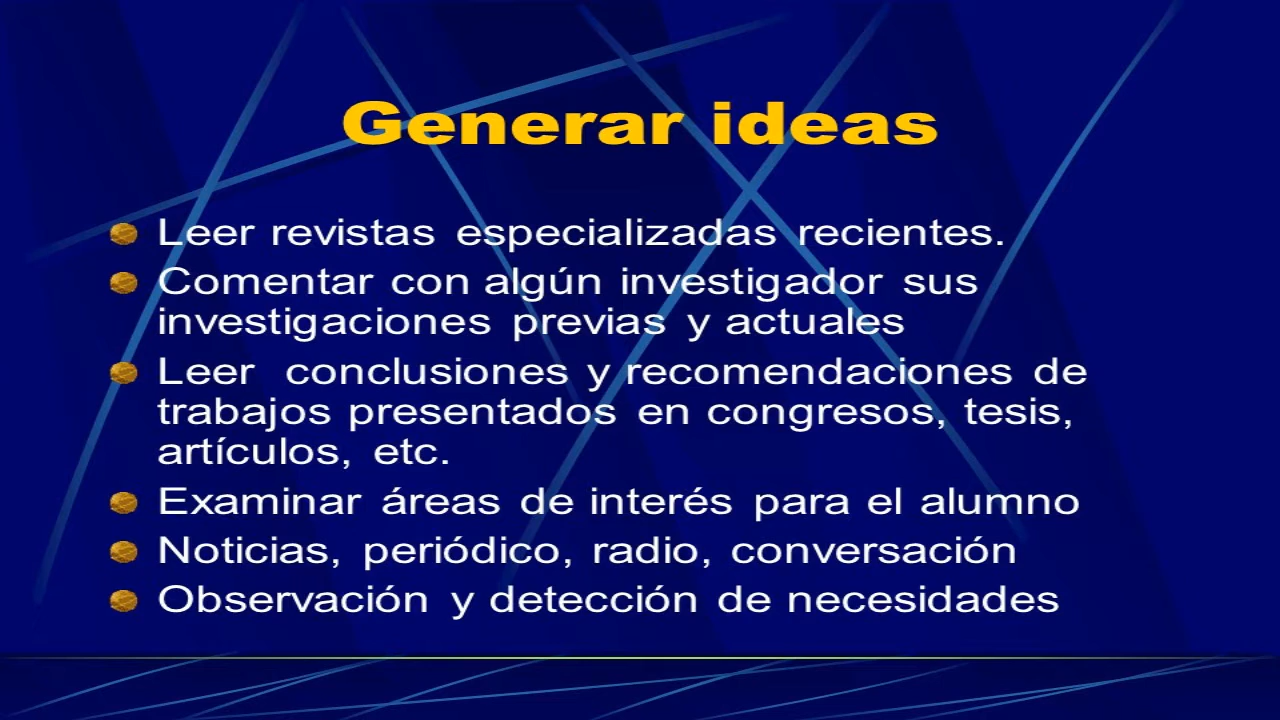 Generar ideas
Leer revistas especializadas recientes.
Comentar con algún investigador sus
investigaciones previas y actuales
Leer conclusiones y recomendaciones de
trabajos presentados en congresos, tesis,
artículos, etc.
Examinar áreas de interés para el alumno
Noticias, periódico, radio, conversación
Observación y detección de necesidades